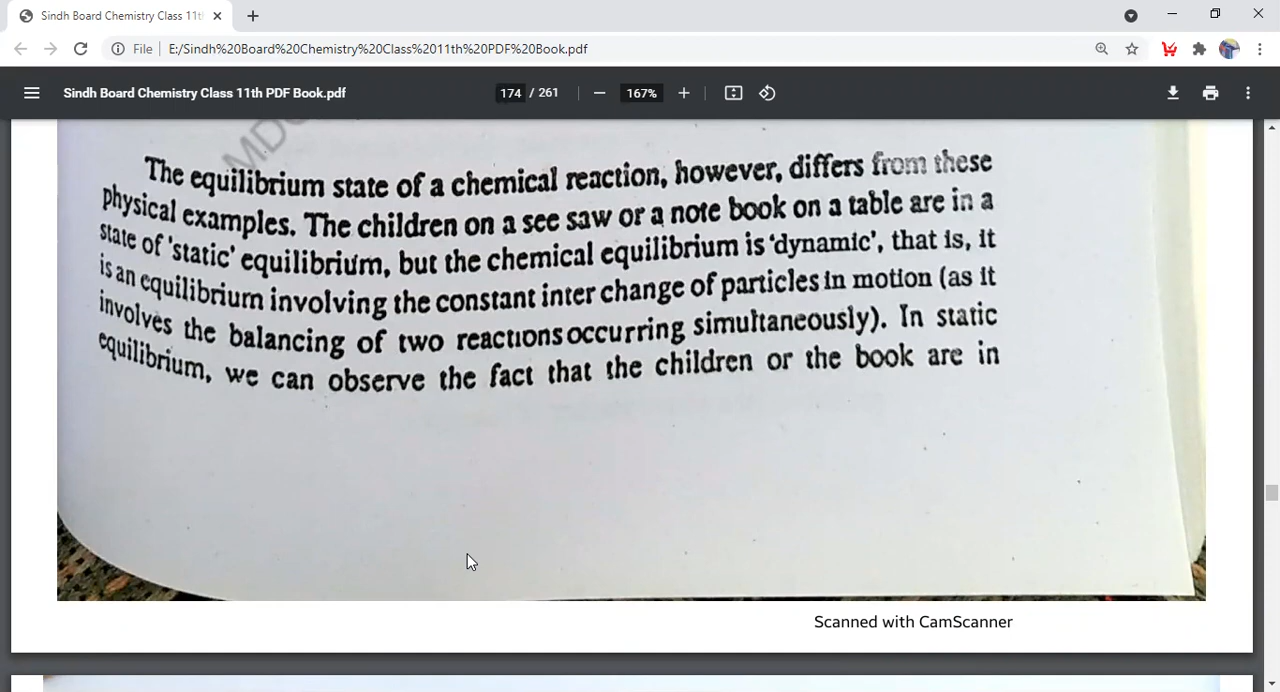 Sindh Board Chemistry Class 11t
File E:/Sindh%20Board%20Chemistry%20Class%2011th%20PDF%20Book.pdf
Sindh Board Chemistry Class 11th PDF Book.pdf 174 / 261 167%
The equilibrium state of a chemical reaction, however, differs from these
physical examples. The children on a see saw or a note book on a table are in a
state of 'static' equilibrium, but the chemical equilibrium is 'dynamic', that is, it
is an equilibrium involving the constant inter change of particles in motion (as it
involves the balancing of two reactions occurring simultaneously). In static
equilibrium, we can observe the fact that the children or the book are in
Scanned with CamScanner